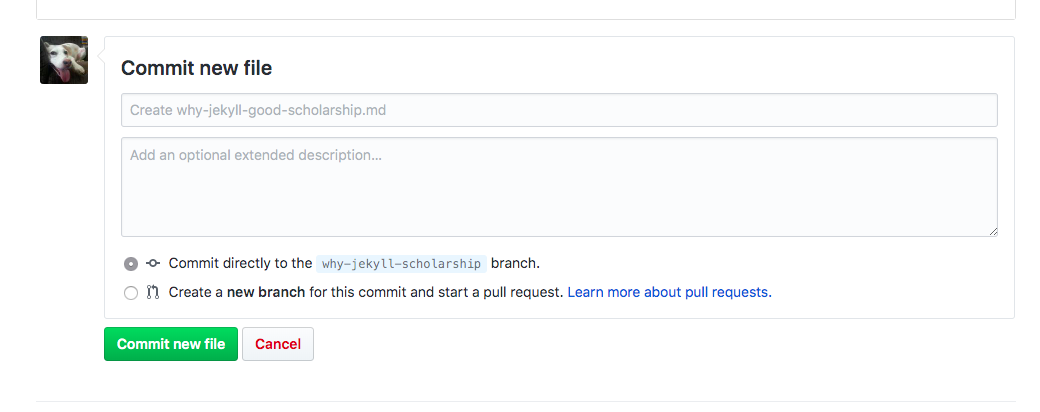 Commit new file
Create why-jekyll-good-scholarship.md
Add an optional extended description...
Commit directly to the why-jekyll-scholarship branch.
Create a new branch for this commit and start a pull request. Learn more about pull requests.
Commit new file Cancel